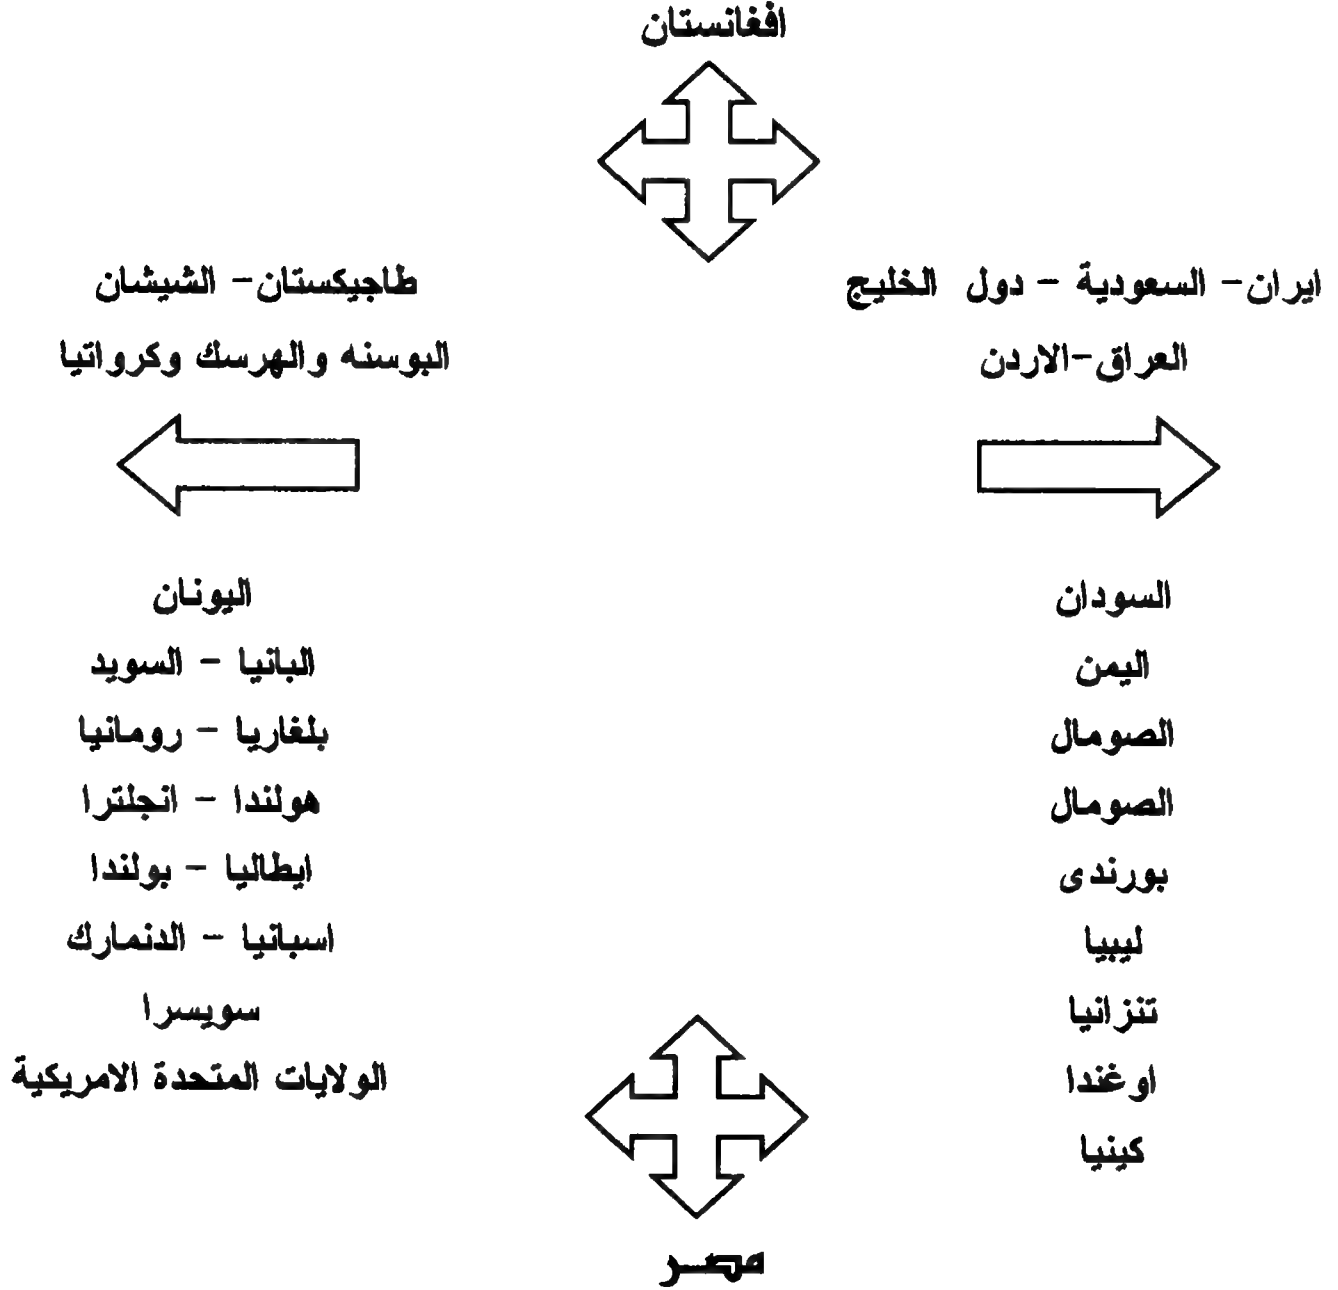 افغانستان
ايران- السعودية - دول الخليج
العراق-الاردن
طاجيكستان- الشيشان
البوسنه والهرسك وكرواتيا
السودان
اليمن
الصومال
الصومال
بورندى
ليبيا
تنزانيا
اوغندا
كينيا
اليونان
البانيا - السويد
بلغاريا - رومانيا
هولندا - انجلترا
ايطاليا - بولندا
اسبانيا - الدنمارك
سويسرا
الولايات المتحدة الامريكية
مصر